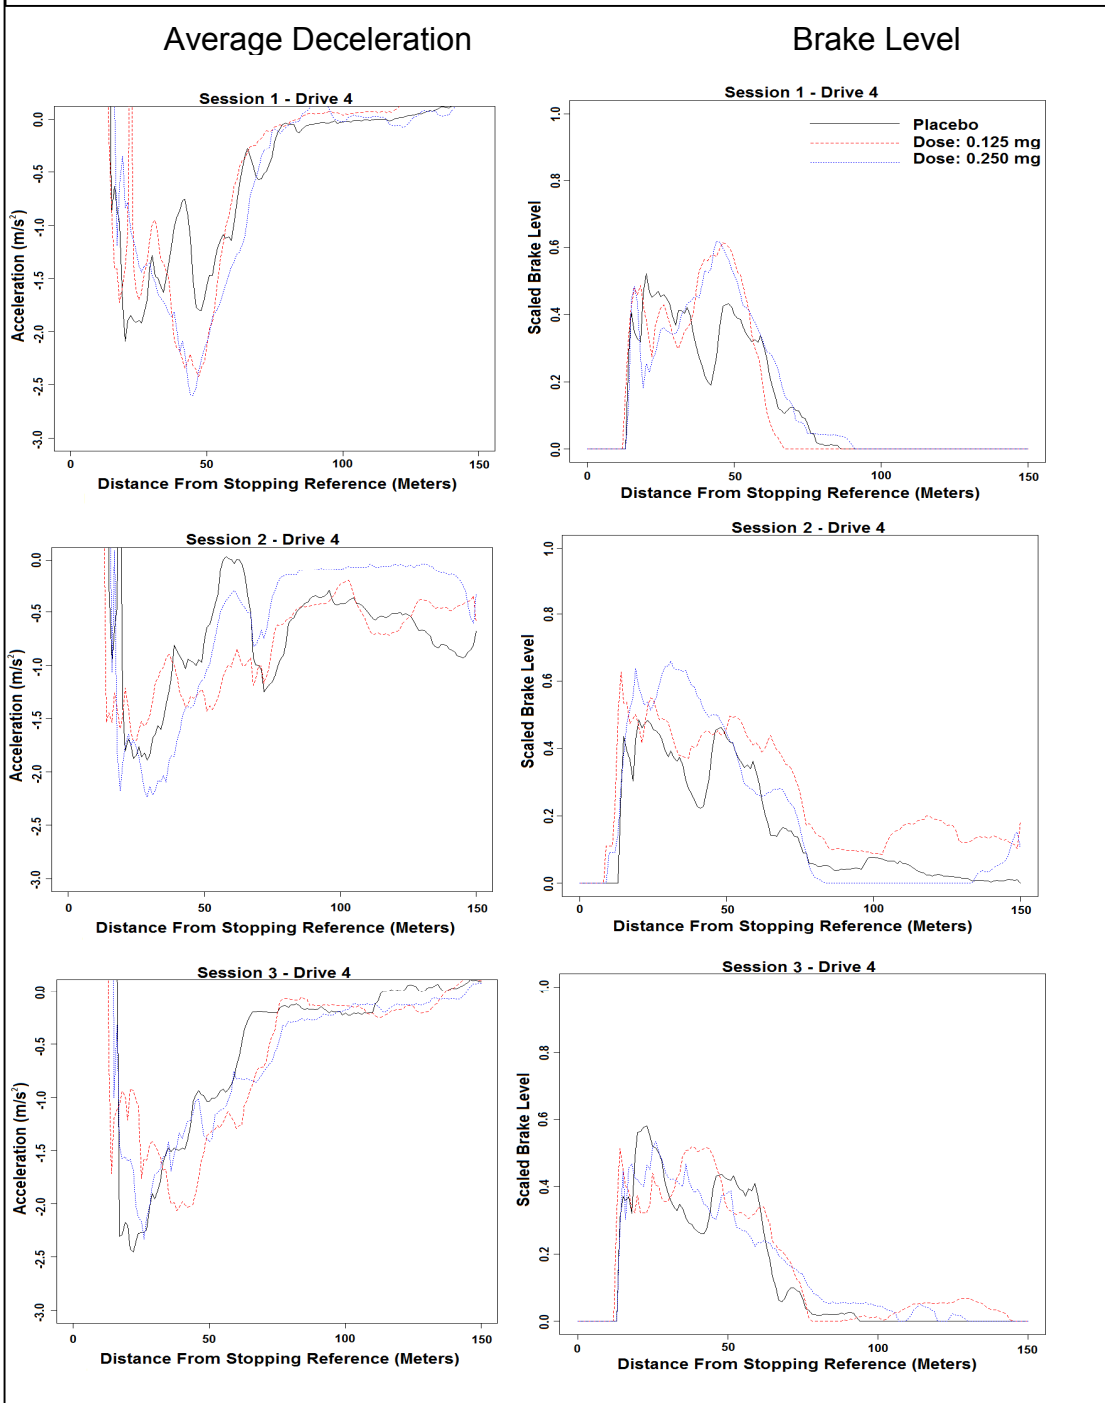 Average Deceleration
Brake Level
Session 1 - Drive 4
Acceleration (m/s²)
0.0
-0.5
-1.0
-1.5
-2.0
-2.5
-3.0
0
50
100
150
Distance From Stopping Reference (Meters)
Session 1 - Drive 4
Placebo
Dose: 0.125 mg
Dose: 0.250 mg
Scaled Brake Level
1.0
0.8
0.6
0.4
0.2
0.0
0
50
100
150
Distance From Stopping Reference (Meters)
Session 2 - Drive 4
Acceleration (m/s²)
0.0
-0.5
-1.0
-1.5
-2.0
-2.5
-3.0
0
50
100
150
Distance From Stopping Reference (Meters)
Session 2 - Drive 4
Scaled Brake Level
1.0
0.8
0.6
0.4
0.2
0.0
0
50
100
150
Distance From Stopping Reference (Meters)
Session 3 - Drive 4
Acceleration (m/s²)
0.0
-0.5
-1.0
-1.5
-2.0
-2.5
-3.0
0
50
100
150
Distance From Stopping Reference (Meters)
Session 3 - Drive 4
Scaled Brake Level
1.0
0.8
0.6
0.4
0.2
0.0
0
50
100
150
Distance From Stopping Reference (Meters)